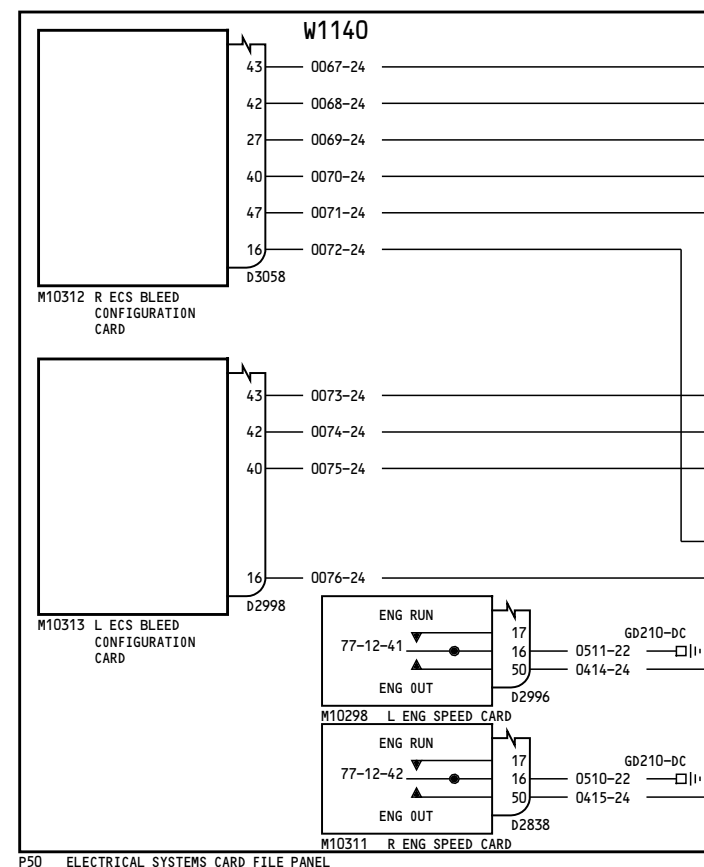 W1140
43 0067-24
42 0068-24
27 0069-24
40 0070-24
47 0071-24
16 0072-24
D3058
M10312 R ECS BLEED
CONFIGURATION
CARD
43 0073-24
42 0074-24
40 0075-24
16 0076-24
D2998
M10313 L ECS BLEED
CONFIGURATION
CARD
ENG RUN
17
GD210-DC
77-12-41
16 0511-22
50 0414-24
ENG OUT
D2996
M10298 L ENG SPEED CARD
ENG RUN
17
GD210-DC
77-12-42
16 0510-22
50 0415-24
ENG OUT
D2838
M10311 R ENG SPEED CARD
P50 ELECTRICAL SYSTEMS CARD FILE PANEL